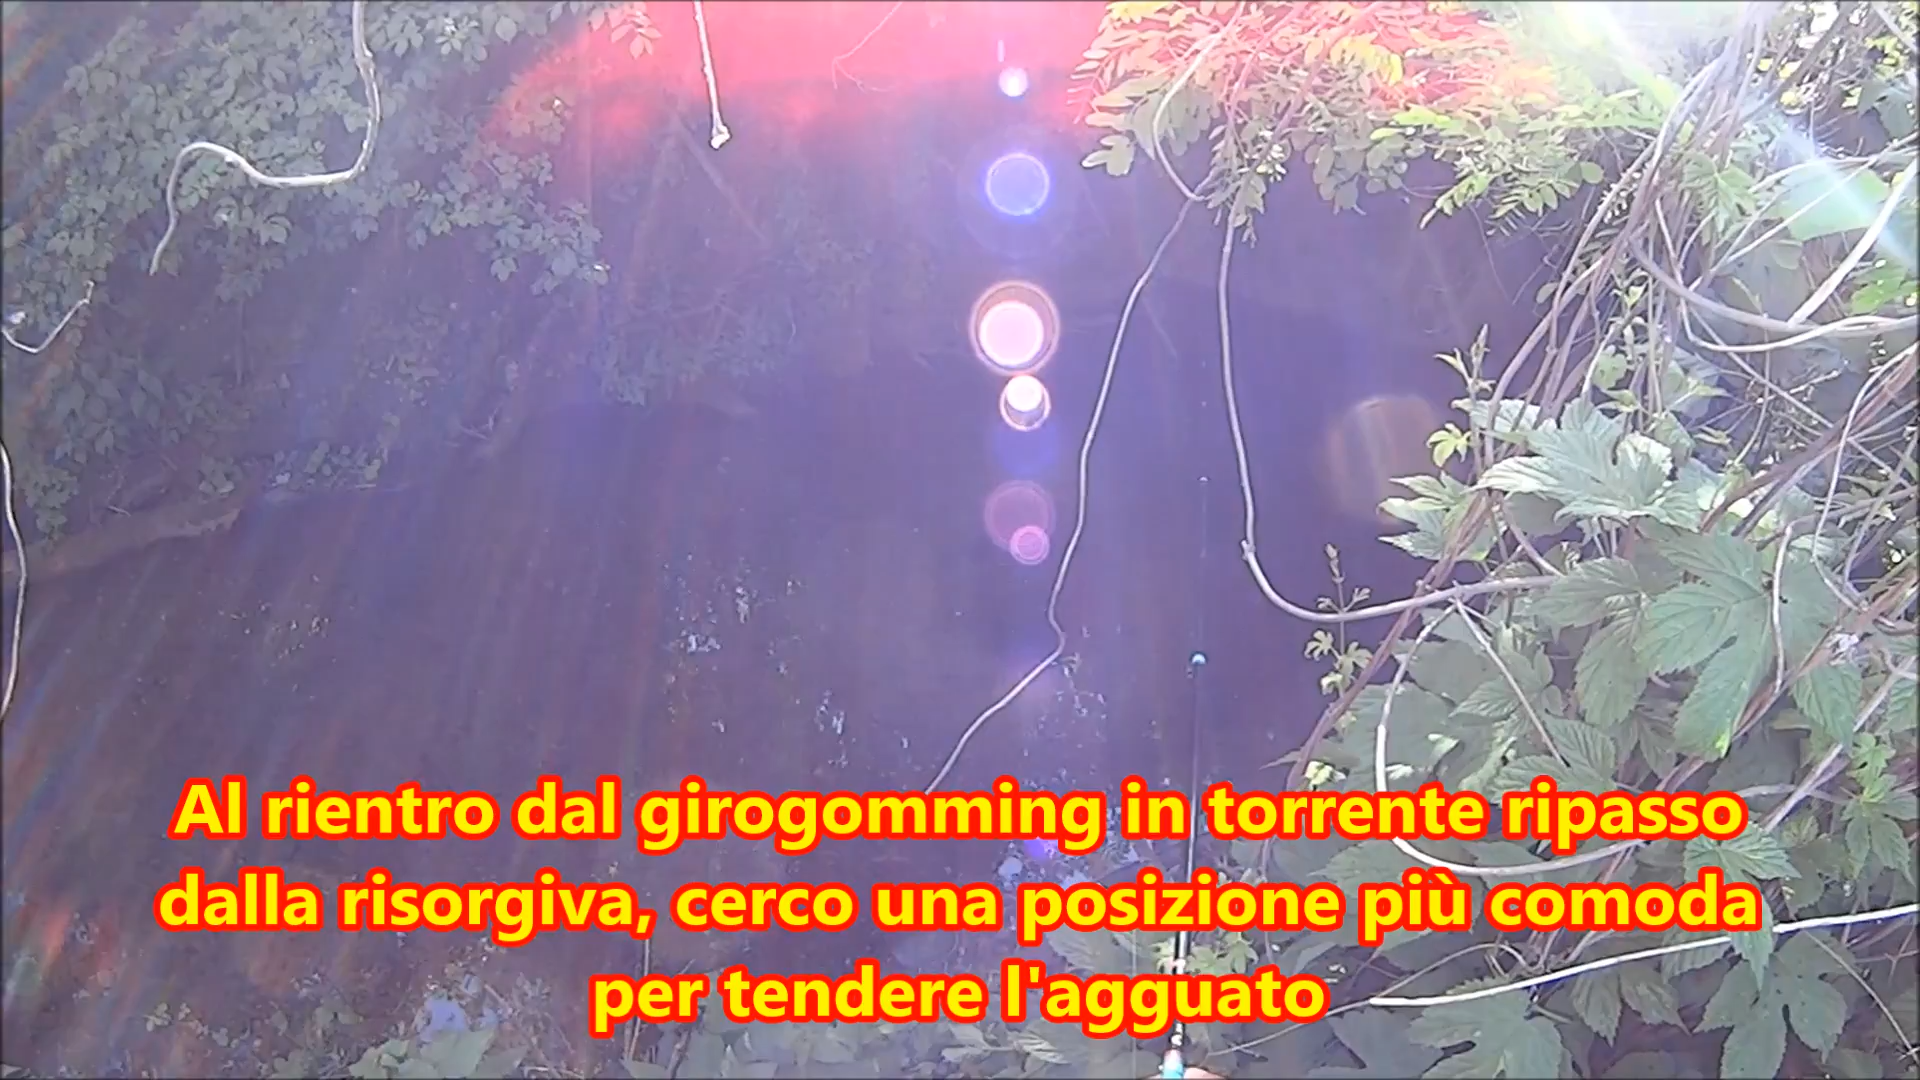 Al rientro dal girogomming in torrente ripasso
dalla risorgiva, cerco una posizione più comoda
per tendere l'agguato